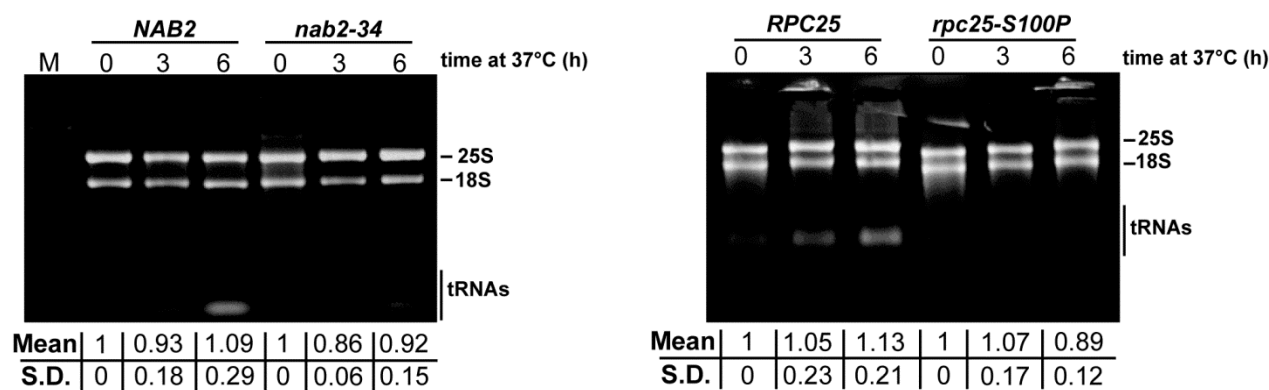 NAB2 nab2-34
M 0 3 6 0 3 6 time at 37°C (h)
25S
18S
tRNAs
Mean 1 0.93 1.09 1 0.86 0.92
S.D. 0 0.18 0.29 0 0.06 0.15
RPC25 rpc25-S100P
0 3 6 0 3 6 time at 37°C (h)
25S
18S
tRNAs
Mean 1 1.05 1.13 1 1.07 0.89
S.D. 0 0.23 0.21 0 0.17 0.12